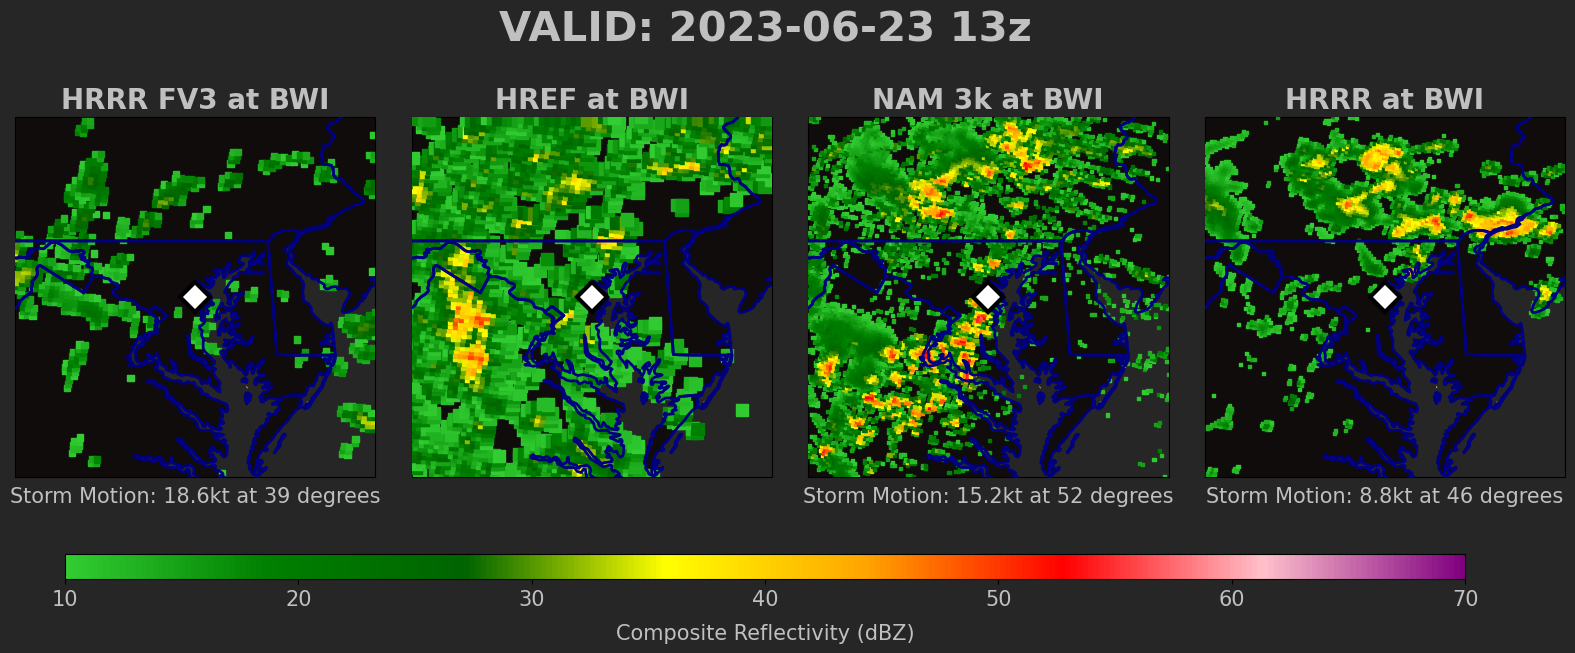 VALID: 2023-06-23 13z
HRRR FV3 at BWI
HREF at BWI
NAM 3k at BWI
HRRR at BWI
Storm Motion: 18.6kt at 39 degrees
Storm Motion: 15.2kt at 52 degrees
Storm Motion: 8.8kt at 46 degrees
10 20 30 40 50 60 70
Composite Reflectivity (dBZ)